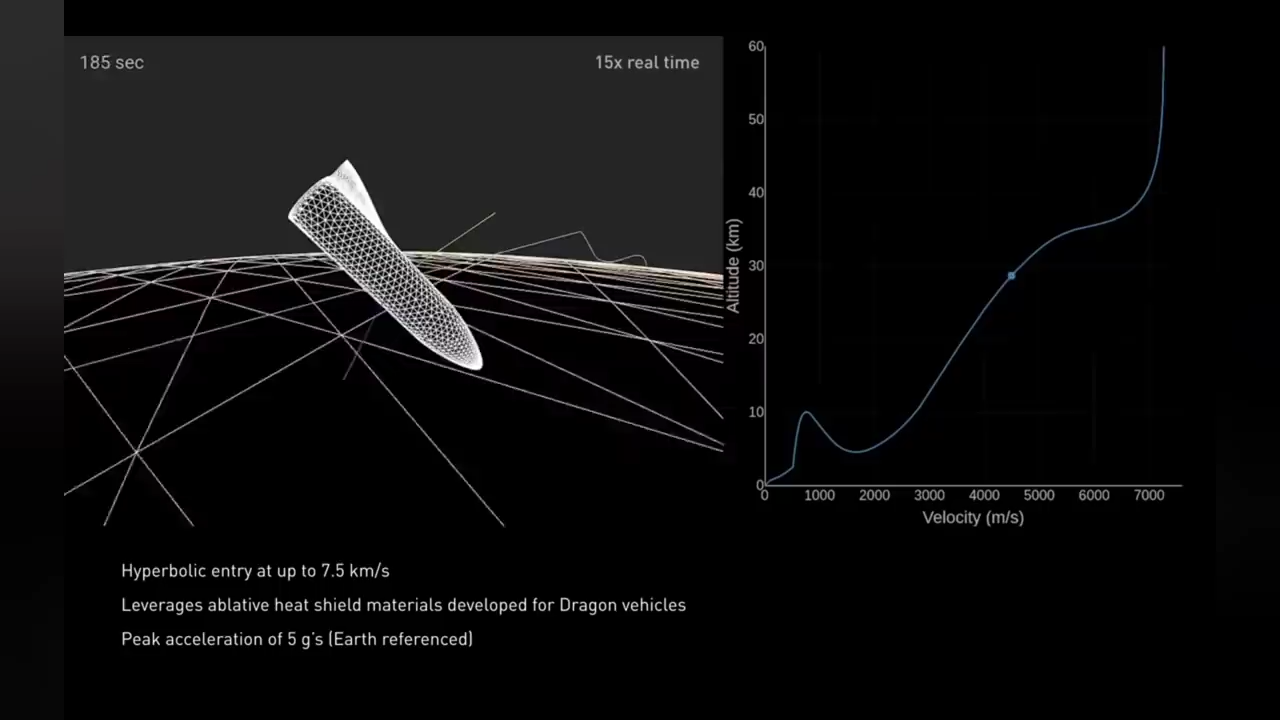 185 sec
15x real time
60
50
40
30
20
10
0
Altitude (km)
0 1000 2000 3000 4000 5000 6000 7000
Velocity (m/s)
Hyperbolic entry at up to 7.5 km/s
Leverages ablative heat shield materials developed for Dragon vehicles
Peak acceleration of 5 g's (Earth referenced)